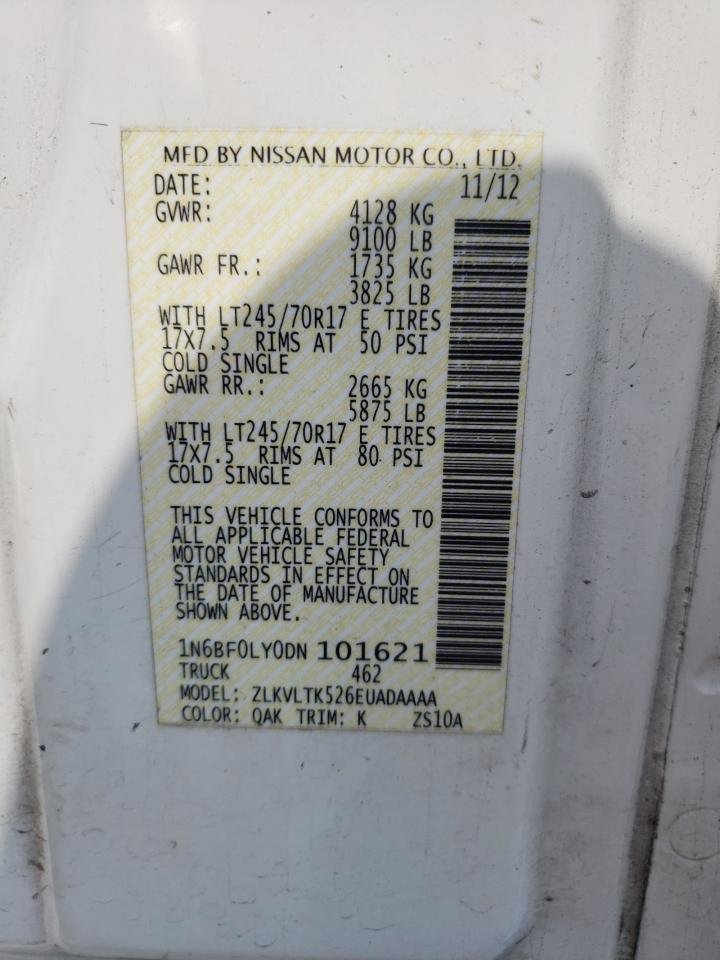 MFD BY NISSAN MOTOR CO., LTD.
DATE: 11/12
GVWR: 4128 KG
9100 LB
GAWR FR.: 1735 KG
3825 LB
WITH LT245/70R17 E TIRES
17X7.5 RIMS AT 50 PSI
COLD SINGLE
GAWR RR.: 2665 KG
5875 LB
WITH LT245/70R17 E TIRES
17X7.5 RIMS AT 80 PSI
COLD SINGLE
THIS VEHICLE CONFORMS TO
ALL APPLICABLE FEDERAL
MOTOR VEHICLE SAFETY
STANDARDS IN EFFECT ON
THE DATE OF MANUFACTURE
SHOWN ABOVE.
1N6BF0LY0DN 101621
TRUCK 462
MODEL: ZLKVLTK526EUADAAAA
COLOR: QAK TRIM: K ZS10A